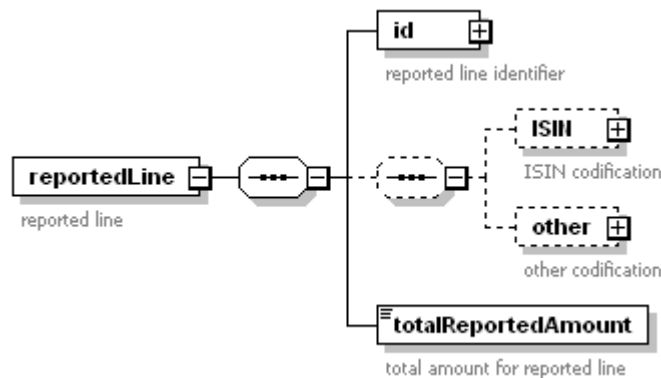 id
reported line identifier
ISIN
ISIN codification
reportedLine
reported line
other
other codification
totalReportedAmount
total amount for reported line